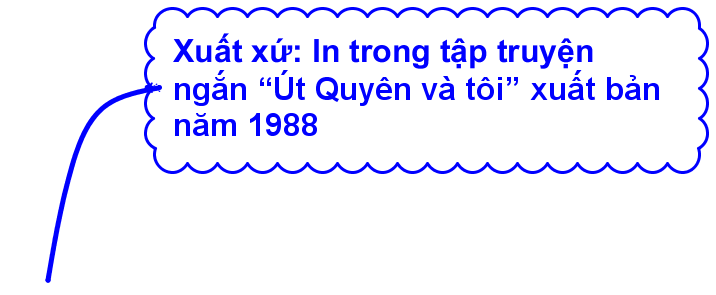 Xuất xứ: In trong tập truyện
ngắn “Út Quyên và tôi” xuất bản
năm 1988